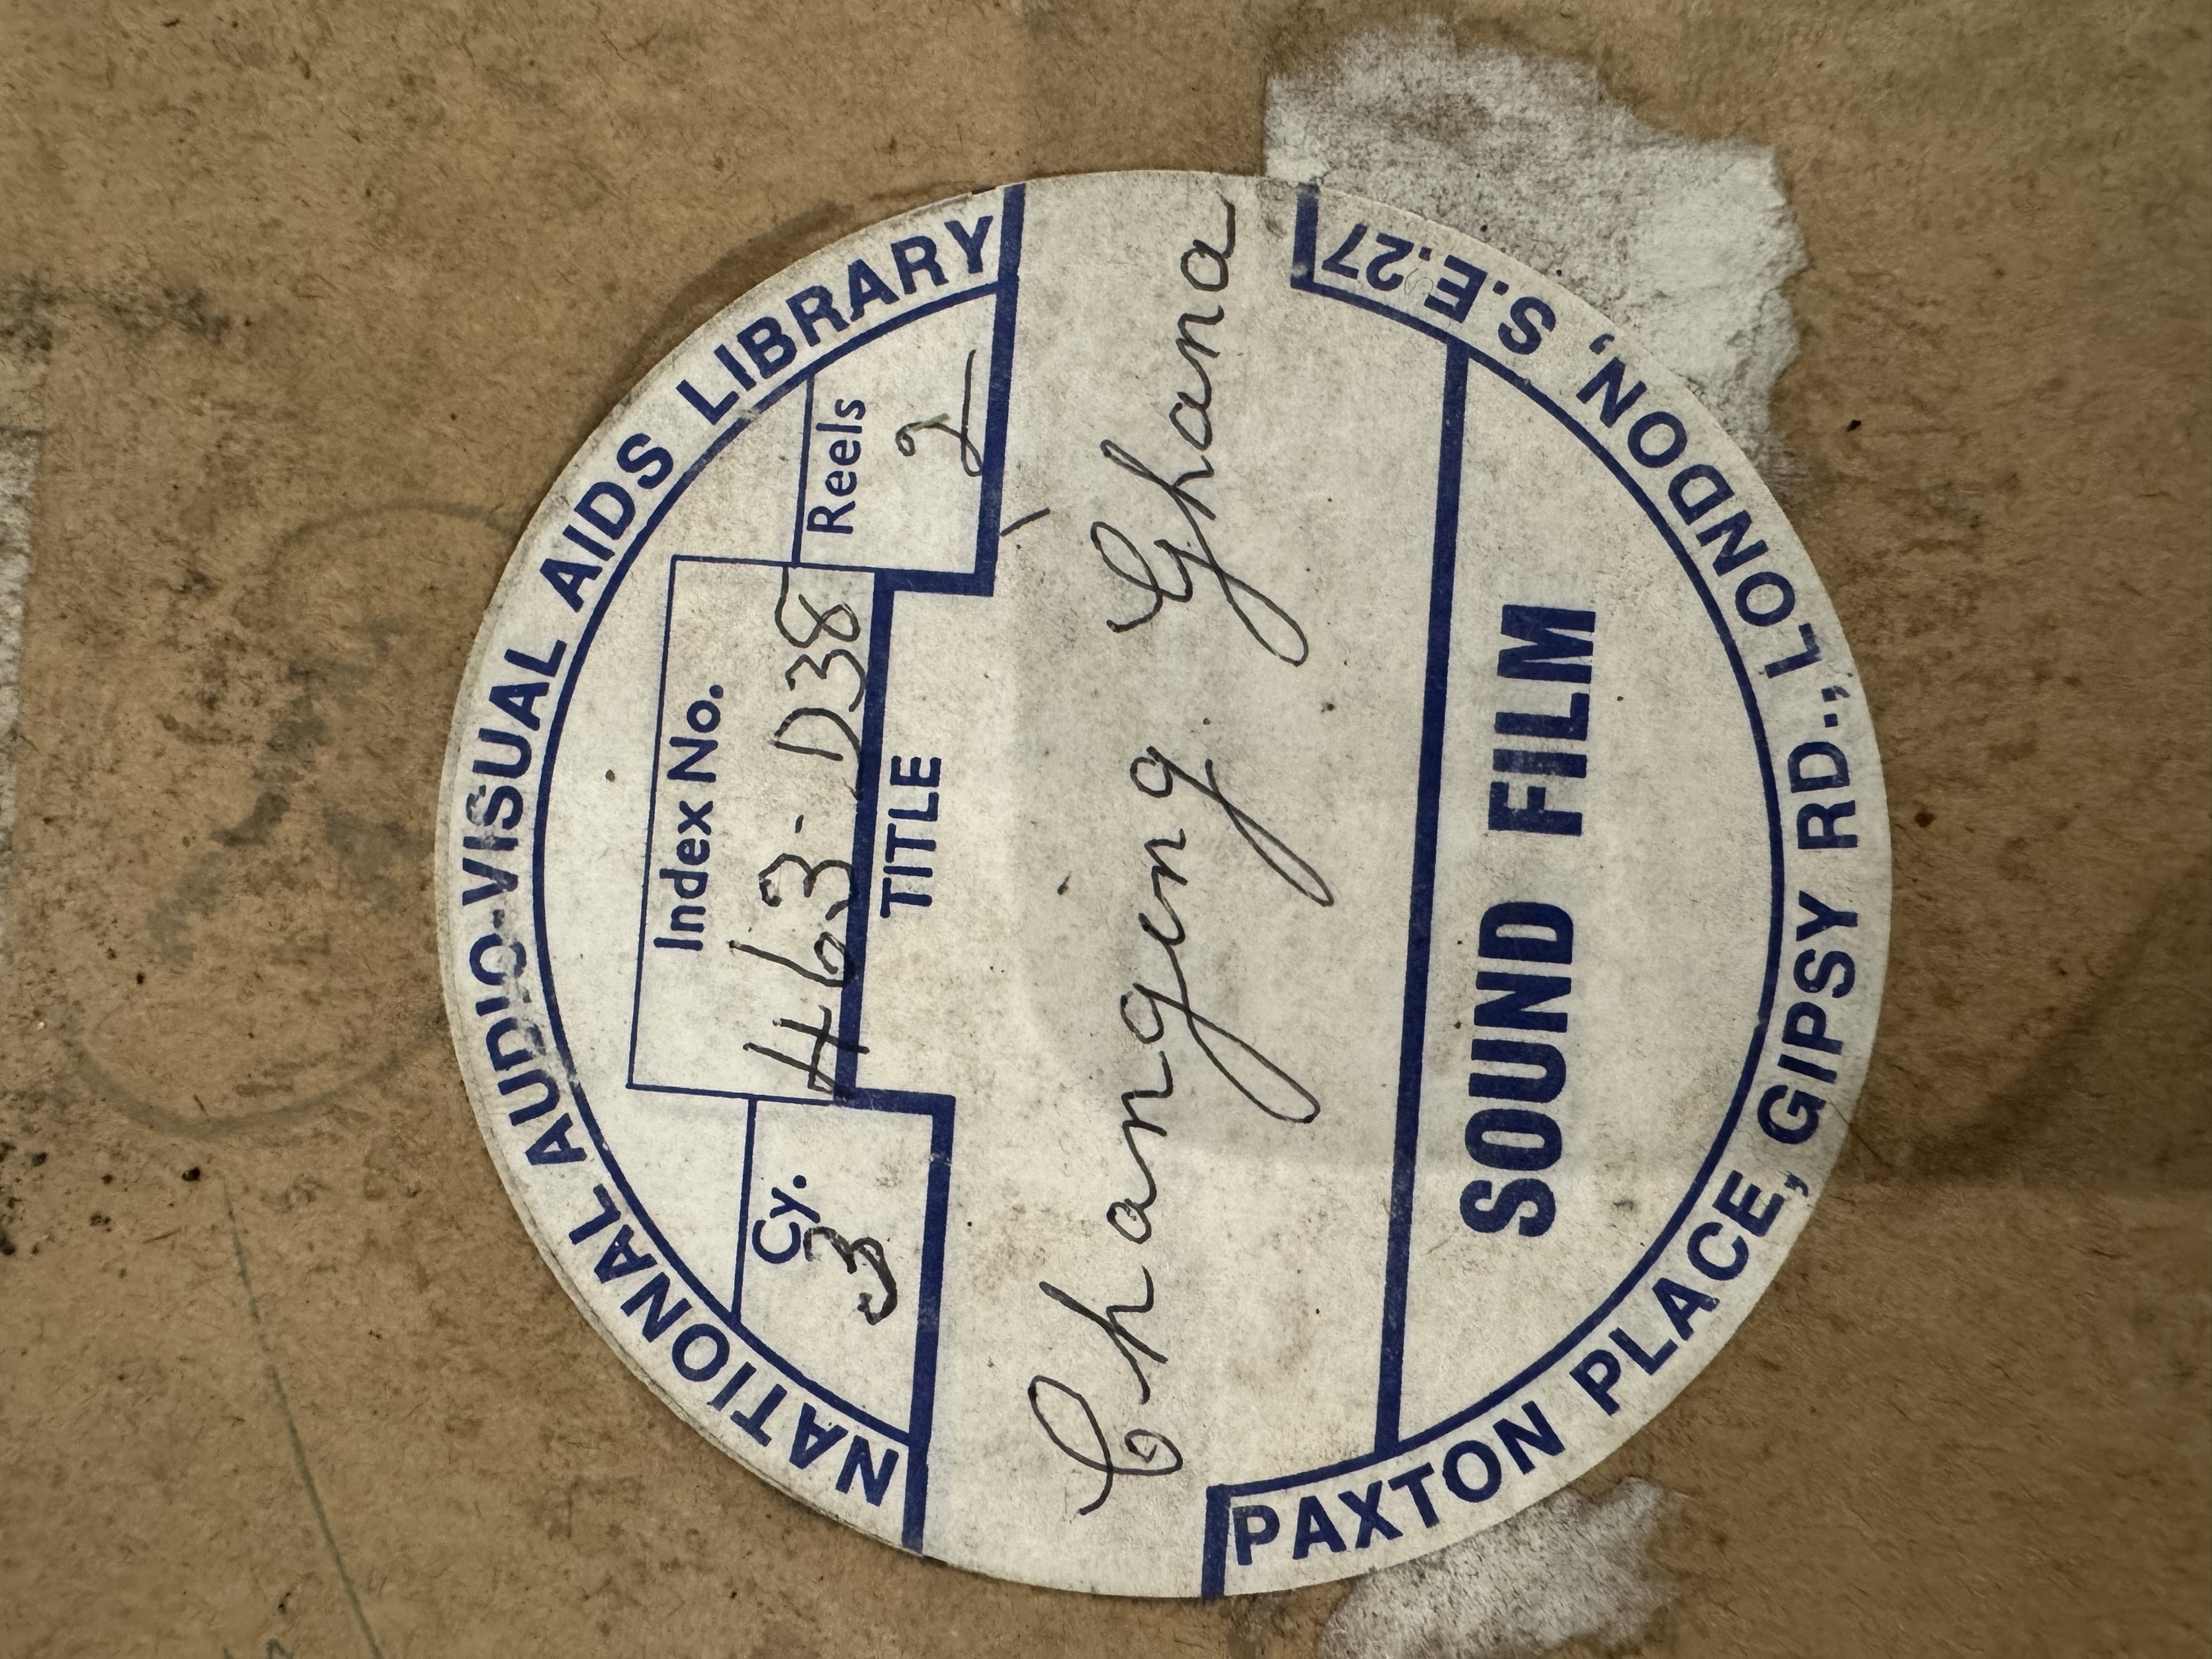 NATIONAL AUDIO-VISUAL AIDS LIBRARY
Index No.
463-D38
Cy.
3
Reels
2
TITLE
Changing Ghana
SOUND FILM
PAXTON PLACE, GIPSY RD., LONDON, S.E.27